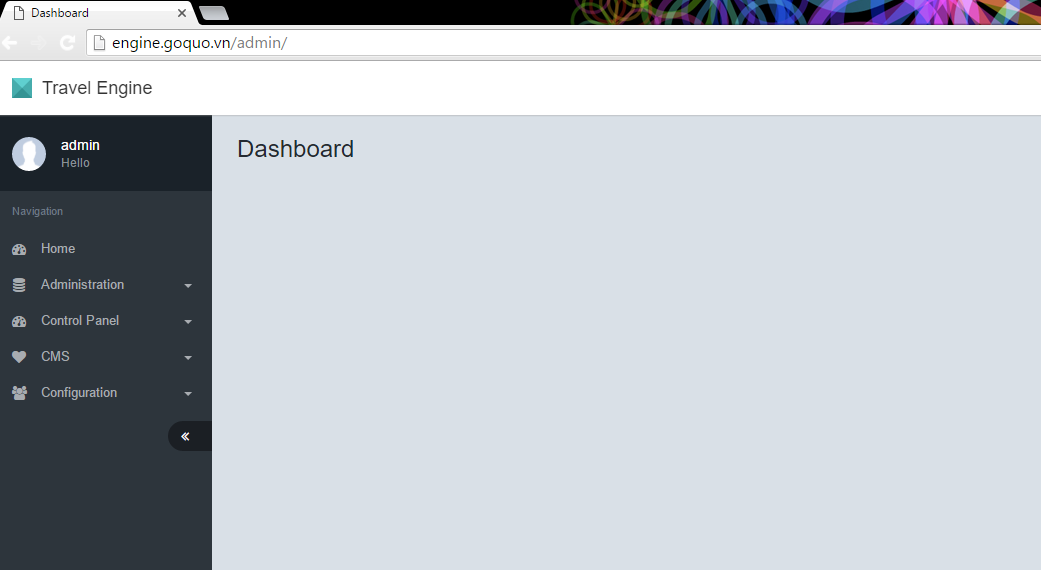 Dashboard
engine.goquo.vn/admin/
Travel Engine
admin
Hello
Navigation
Home
Administration
Control Panel
CMS
Configuration
Dashboard